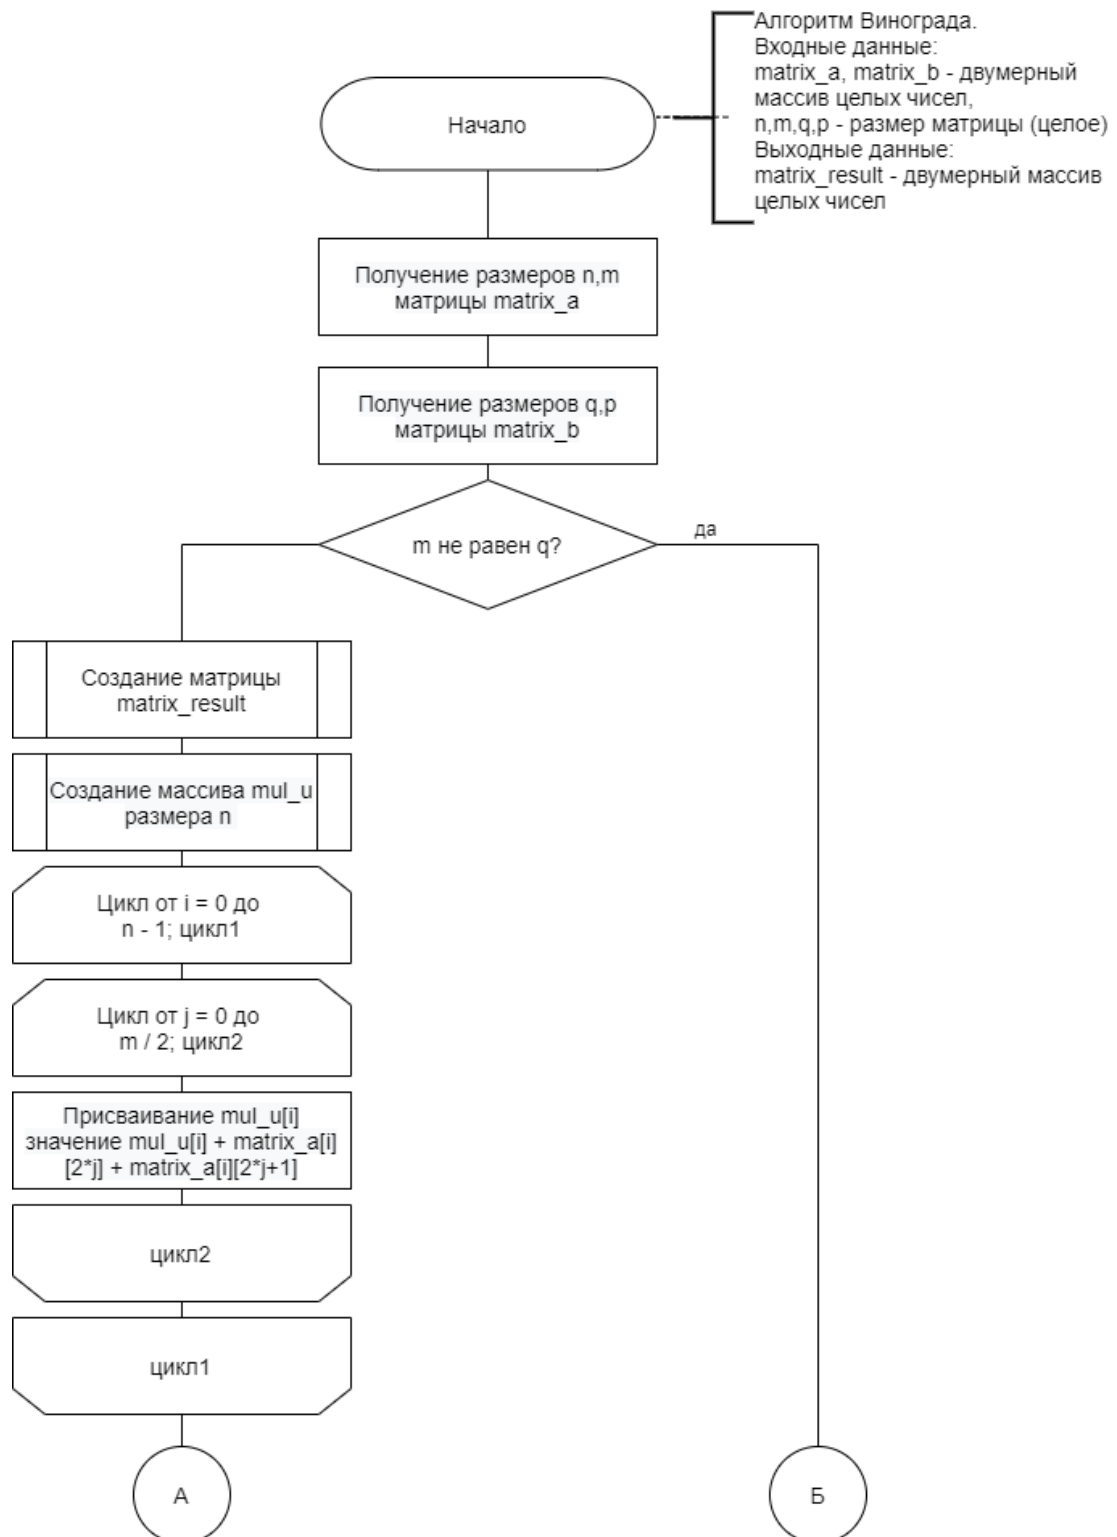 Алгоритм Винограда.
Входные данные:
matrix_a, matrix_b - двумерный
массив целых чисел,
n,m,q,p - размер матрицы (целое)
Выходные данные:
matrix_result - двумерный массив
целых чисел
Начало
Получение размеров n,m
матрицы matrix_a
Получение размеров q,p
матрицы matrix_b
m не равен q?
да
Создание матрицы
matrix_result
Создание массива mul_u
размера n
Цикл от i = 0 до
n - 1; цикл1
Цикл от j = 0 до
m / 2; цикл2
Присваивание mul_u[i]
значение mul_u[i] + matrix_a[i]
[2*j] + matrix_a[i][2*j+1]
цикл2
цикл1
А
Б